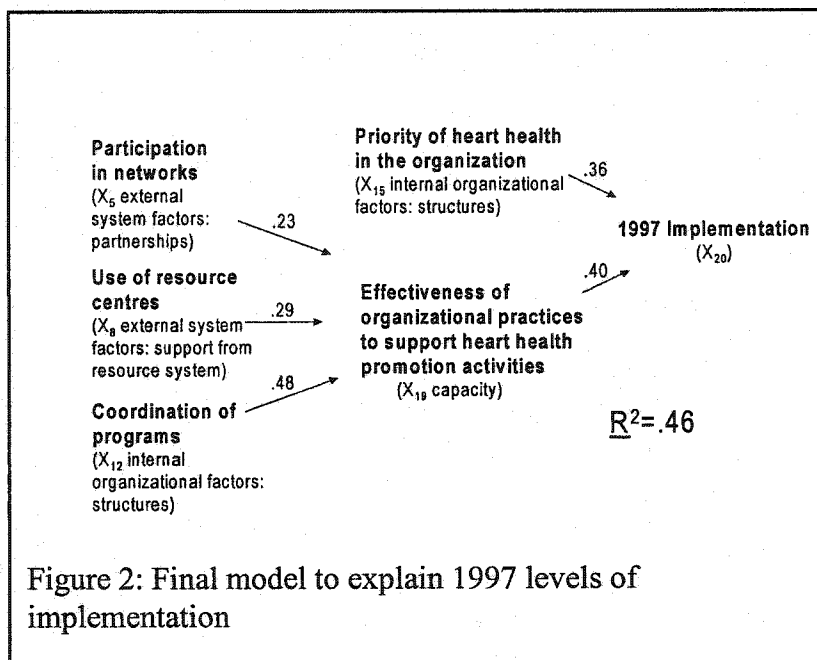 Participation
in networks
(X₅ external
system factors:
partnerships)
.23
Use of resource
centres
(X₈ external system
factors: support from
resource system)
.29
Coordination of
programs
(X₁₂ internal
organizational factors:
structures)
.48
Priority of heart health
in the organization
(X₁₅ internal organizational
factors: structures)
.36
Effectiveness of
organizational practices
to support heart health
promotion activities
(X₁₉ capacity)
.40
1997 Implementation
(X₂₀)
R²=.46
Figure 2: Final model to explain 1997 levels of
implementation